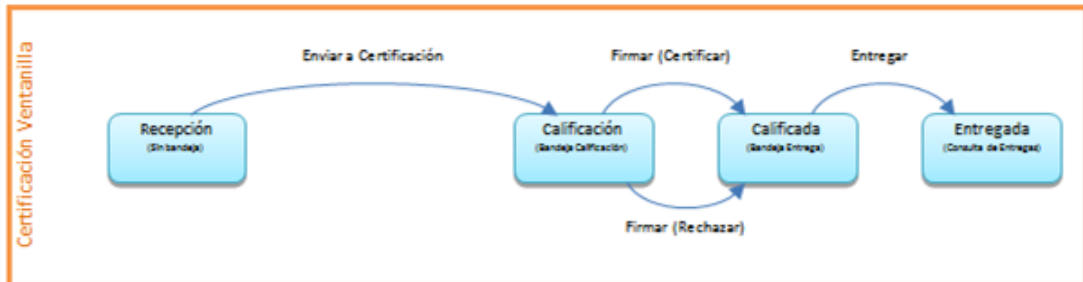 Certificación Ventanilla
Enviar a Certificación
Firmar (Certificar)
Entregar
Recepción
(Sin bandeja)
Calificación
(Bandeja Calificación)
Calificada
(Bandeja Entrega)
Entregada
(Consulta de Entregas)
Firmar (Rechazar)